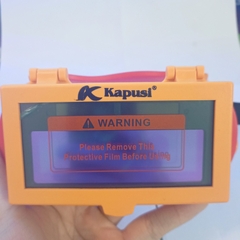 Kapusi®
WARNING
Please Remove This
Protective Film Before Using